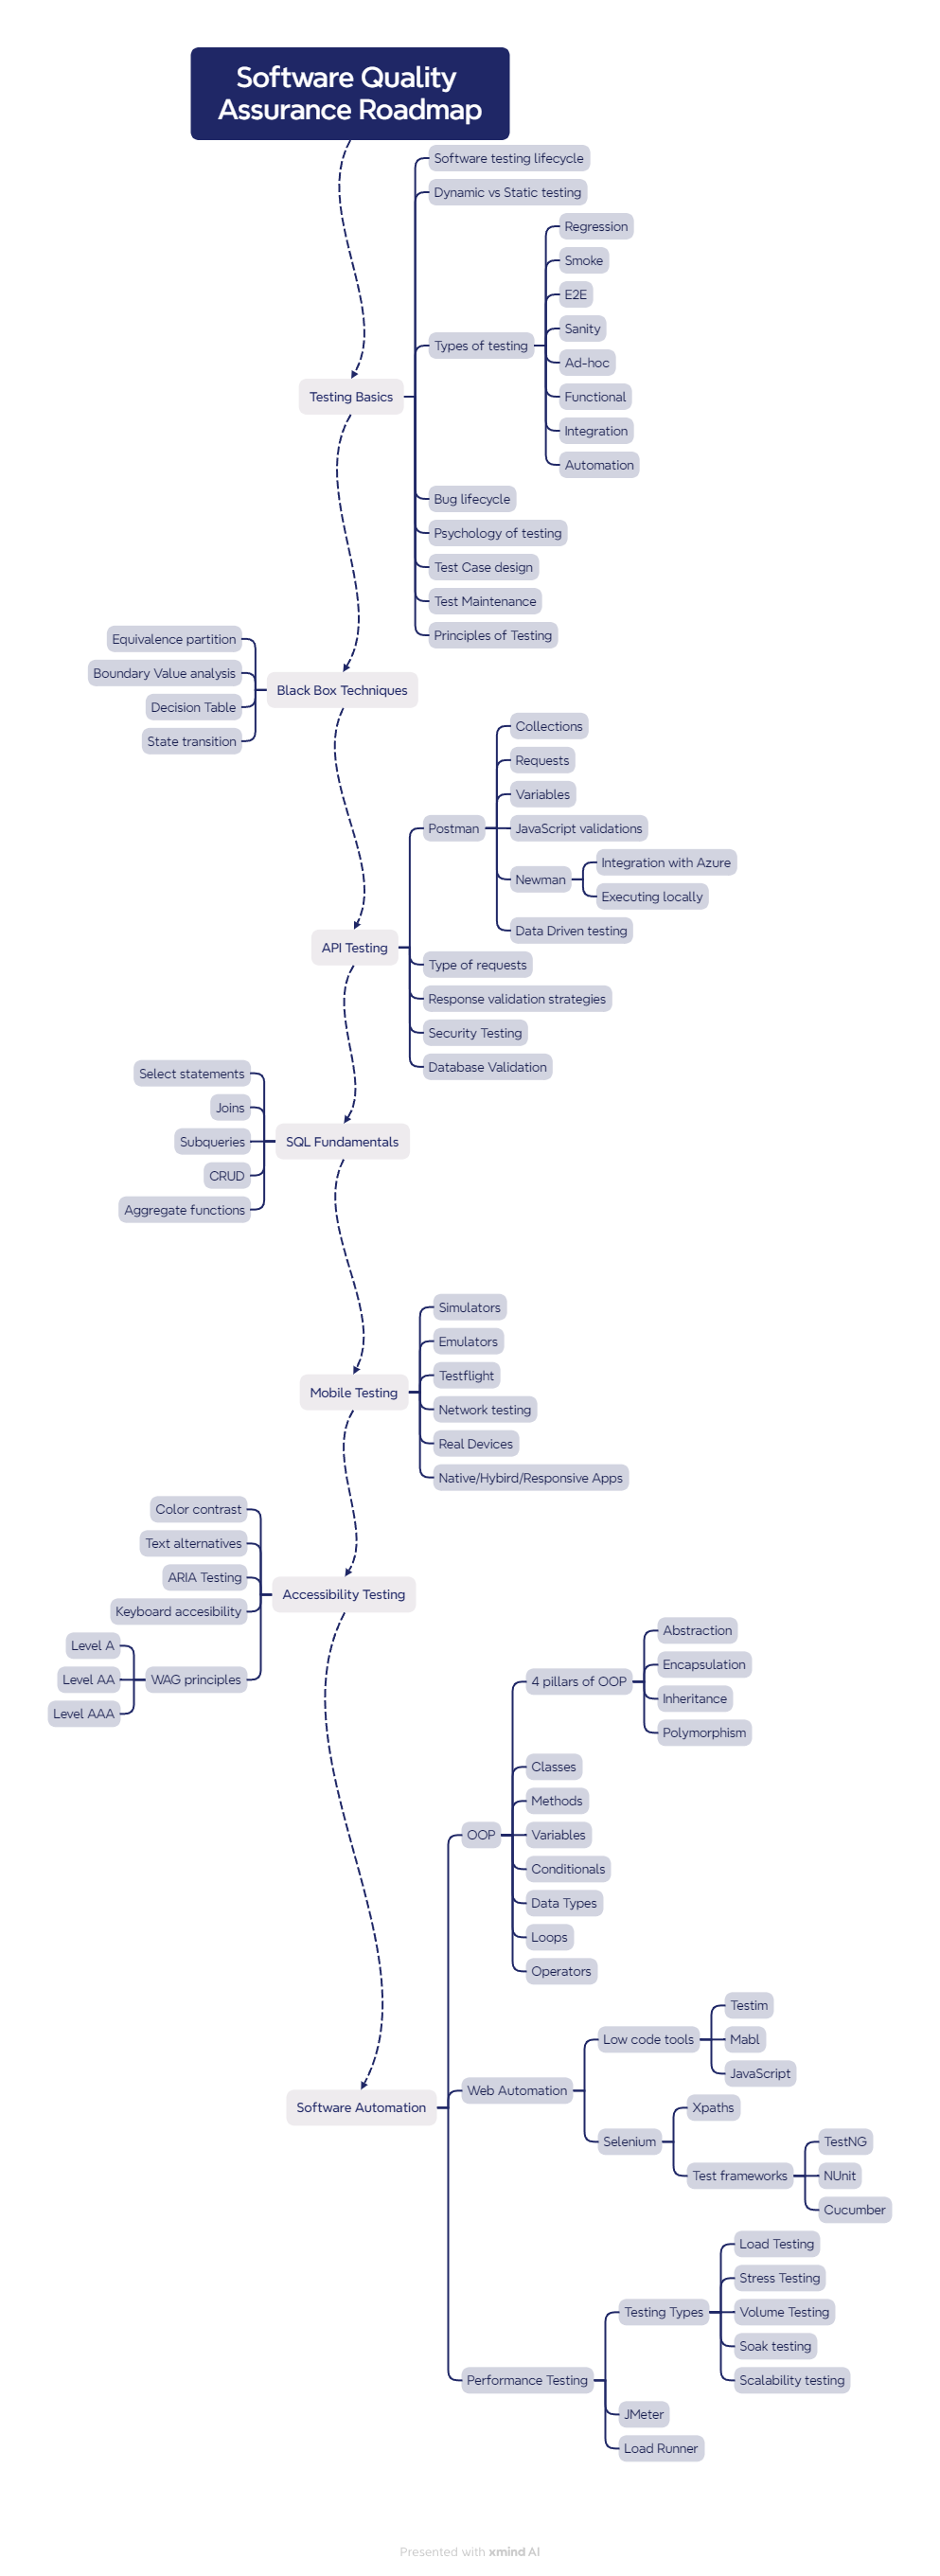 Software Quality
Assurance Roadmap
Software testing lifecycle
Dynamic vs Static testing
Types of testing
Regression
Smoke
E2E
Sanity
Ad-hoc
Functional
Integration
Automation
Testing Basics
Bug lifecycle
Psychology of testing
Test Case design
Test Maintenance
Principles of Testing
Equivalence partition
Boundary Value analysis
Decision Table
State transition
Black Box Techniques
Collections
Requests
Variables
Postman
JavaScript validations
Newman
Integration with Azure
Executing locally
Data Driven testing
API Testing
Type of requests
Response validation strategies
Security Testing
Database Validation
Select statements
Joins
Subqueries
CRUD
Aggregate functions
SQL Fundamentals
Simulators
Emulators
Testflight
Mobile Testing
Network testing
Real Devices
Native/Hybird/Responsive Apps
Color contrast
Text alternatives
ARIA Testing
Keyboard accesibility
Accessibility Testing
Level A
Level AA
Level AAA
WAG principles
4 pillars of OOP
Abstraction
Encapsulation
Inheritance
Polymorphism
OOP
Classes
Methods
Variables
Conditionals
Data Types
Loops
Operators
Software Automation
Web Automation
Low code tools
Testim
Mabl
JavaScript
Selenium
Xpaths
Test frameworks
TestNG
NUnit
Cucumber
Performance Testing
Testing Types
Load Testing
Stress Testing
Volume Testing
Soak testing
Scalability testing
JMeter
Load Runner
Presented with xmind AI